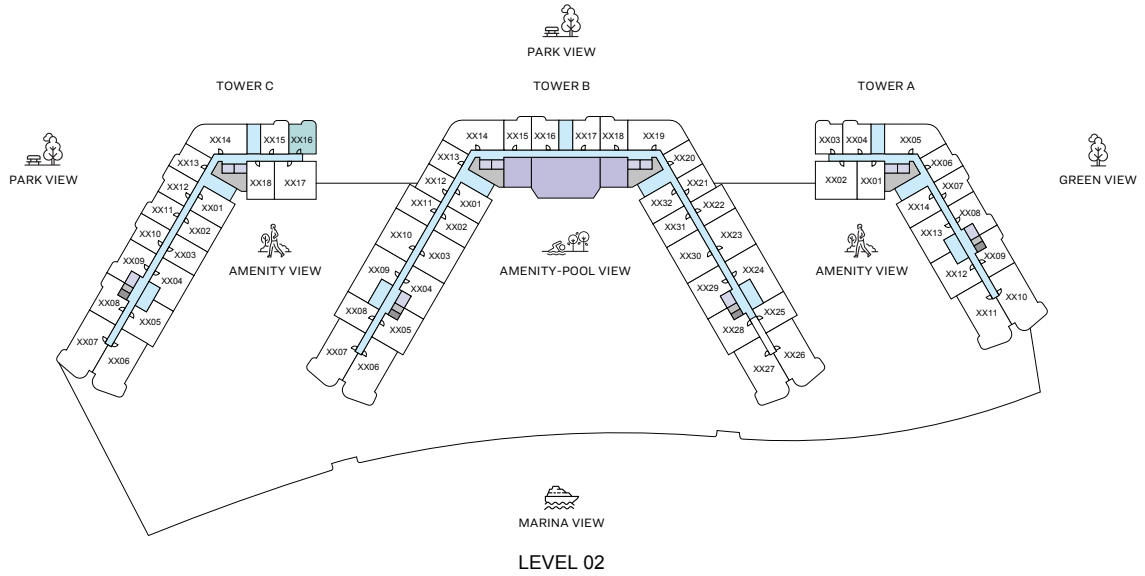 PARK VIEW
TOWER C
TOWER B
TOWER A
PARK VIEW
GREEN VIEW
XX14
XX15
XX16
XX13
XX18
XX17
XX12
XX01
XX11
XX02
XX10
XX03
XX09
XX04
XX08
XX05
XX07
XX06
AMENITY VIEW
XX14
XX15
XX16
XX17
XX18
XX19
XX13
XX20
XX12
XX21
XX11
XX01
XX32
XX22
XX02
XX31
XX10
XX23
XX03
XX30
XX09
XX24
XX04
XX29
XX08
XX25
XX05
XX28
XX07
XX26
XX06
XX27
AMENITY-POOL VIEW
XX03
XX04
XX05
XX02
XX01
XX06
XX07
XX14
XX08
XX13
XX09
XX12
XX10
XX11
AMENITY VIEW
MARINA VIEW
LEVEL 02